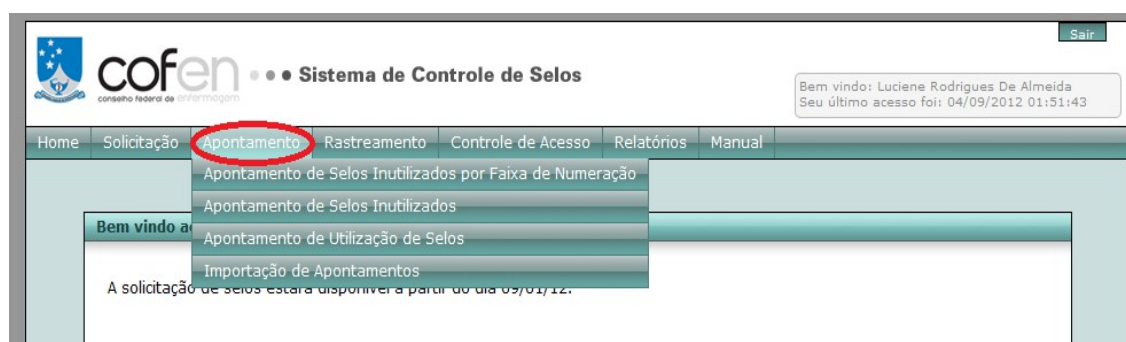 Sair
cofen
conselho federal de enfermagem
Sistema de Controle de Selos
Bem vindo: Luciene Rodrigues De Almeida
Seu último acesso foi: 04/09/2012 01:51:43
Home Solicitação Apontamento Rastreamento Controle de Acesso Relatórios Manual
Apontamento de Selos Inutilizados por Faixa de Numeração
Apontamento de Selos Inutilizados
Bem vindo a
Apontamento de Utilização de Selos
Importação de Apontamentos
A solicitação de selos estará disponível a partir do dia 09/01/12.